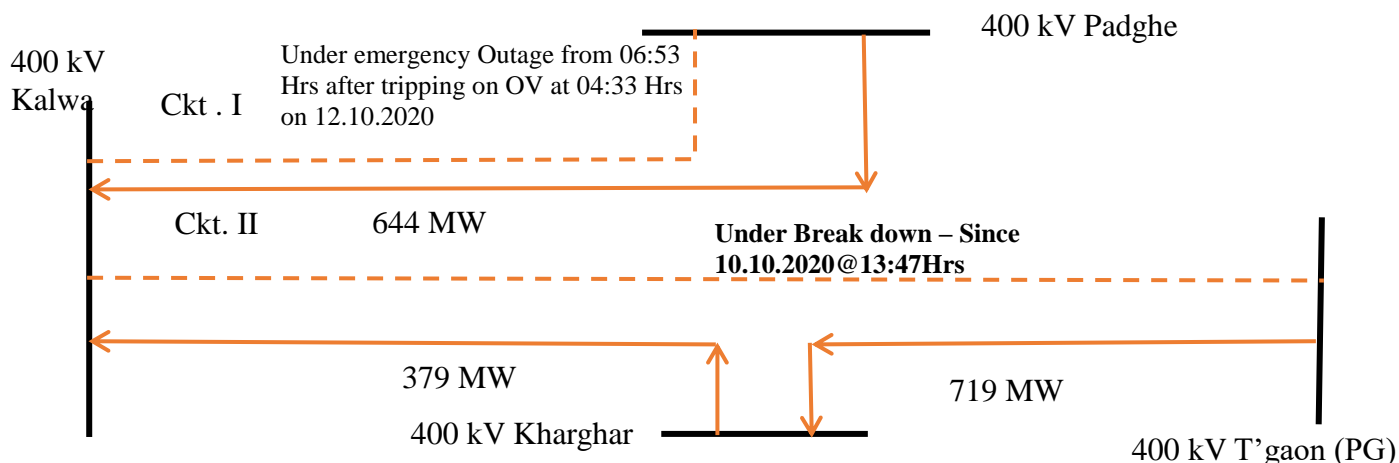 400 kV Padghe
Under emergency Outage from 06:53
Hrs after tripping on OV at 04:33 Hrs
on 12.10.2020
400 kV
Kalwa
Ckt . I
Ckt. II
644 MW
Under Break down – Since
10.10.2020@13:47Hrs
379 MW
719 MW
400 kV Kharghar
400 kV T’gaon (PG)